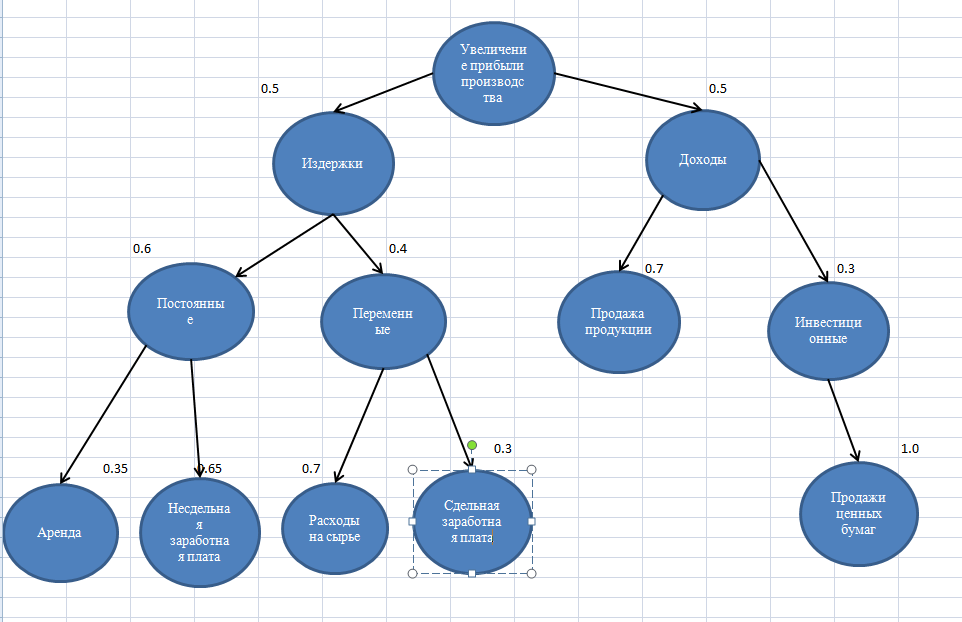 Увеличени
е прибыли
производс
тва
0.5
0.5
Издержки
Доходы
0.6
0.4
0.7
0.3
Постоянны
е
Переменн
ые
Продажа
продукции
Инвестици
онные
0.35
0.65
0.7
0.3
1.0
Аренда
Несдельна
я
заработна
я плата
Расходы
на сырье
Сдельная
заработна
я плата
Продажи
ценных
бумаг